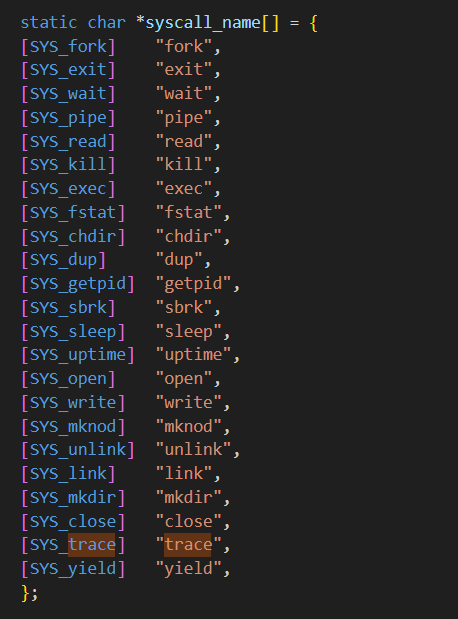 static char *syscall_name[] = {
[SYS_fork]    "fork",
[SYS_exit]    "exit",
[SYS_wait]    "wait",
[SYS_pipe]    "pipe",
[SYS_read]    "read",
[SYS_kill]    "kill",
[SYS_exec]    "exec",
[SYS_fstat]   "fstat",
[SYS_chdir]   "chdir",
[SYS_dup]     "dup",
[SYS_getpid]  "getpid",
[SYS_sbrk]    "sbrk",
[SYS_sleep]   "sleep",
[SYS_uptime]  "uptime",
[SYS_open]    "open",
[SYS_write]   "write",
[SYS_mknod]   "mknod",
[SYS_unlink]  "unlink",
[SYS_link]    "link",
[SYS_mkdir]   "mkdir",
[SYS_close]   "close",
[SYS_trace]   "trace",
[SYS_yield]   "yield",
};